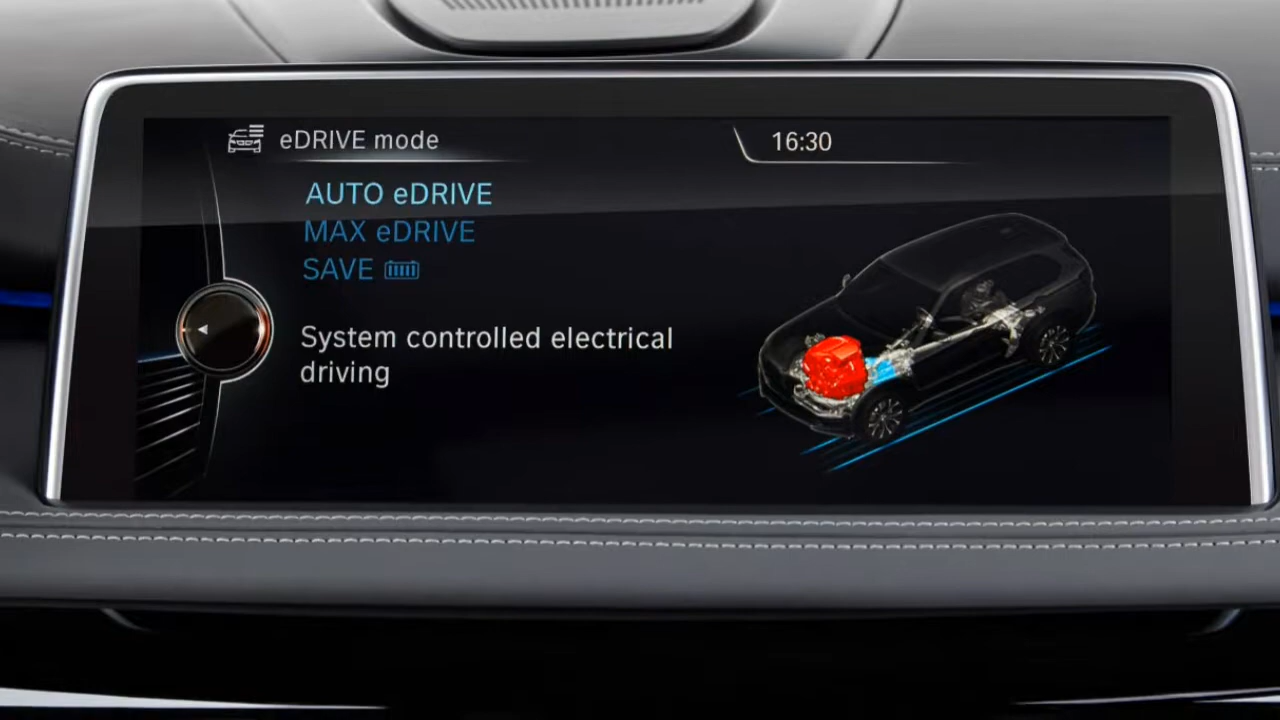 eDRIVE mode
16:30
AUTO eDRIVE
MAX eDRIVE
SAVE
System controlled electrical
driving